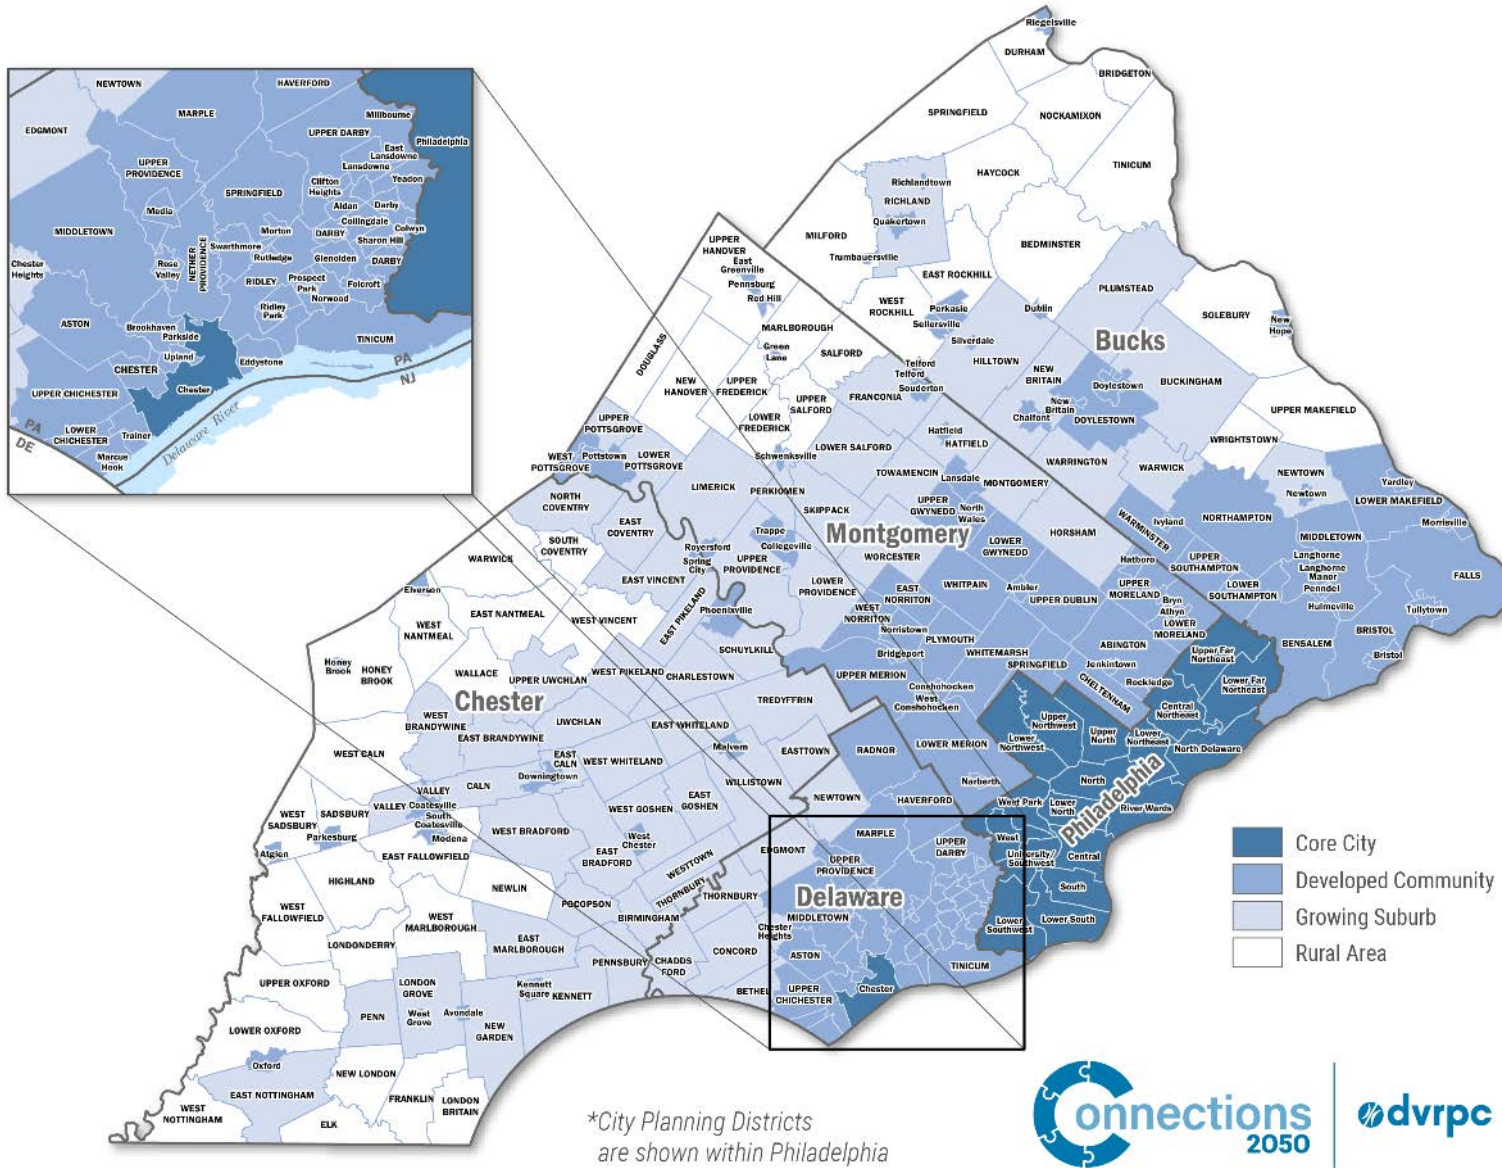 NEWTOWN
HAVERFORD
EDGMONT
MARPLE
Millbourne
UPPER DARBY
Philadelphia
East
Lansdowne
Lansdowne
UPPER
PROVIDENCE
Yeadon
Clifton
Heights
SPRINGFIELD
Aldan
Darby
Media
Collingdale
Colwyn
MIDDLETOWN
Morton
DARBY
Sharon Hill
Swarthmore
Rutledge
Glenolden
DARBY
NETHER
PROVIDENCE
Chester
Heights
Rose
Valley
RIDLEY
Prospect
Park
Folcroft
Norwood
Ridley
Park
ASTON
Brookhaven
Parkside
TINICUM
Upland
Eddystone
CHESTER
PA
NJ
UPPER CHICHESTER
Chester
PA
DE
LOWER
CHICHESTER
Trainer
Delaware River
Marcus
Hook
Riegelsville
DURHAM
BRIDGETON
SPRINGFIELD
NOCKAMIXON
TINICUM
HAYCOCK
Richlandtown
RICHLAND
Quakertown
MILFORD
BEDMINSTER
Trumbauersville
EAST ROCKHILL
PLUMSTEAD
WEST
ROCKHILL
Perkasie
Sellersville
Dublin
SOLEBURY
New
Hope
Bucks
Silverdale
HILLTOWN
NEW
BRITAIN
Doylestown
BUCKINGHAM
New
Britain
Chalfont
DOYLESTOWN
UPPER MAKEFIELD
WRIGHTSTOWN
WARRINGTON
WARWICK
NEWTOWN
Newtown
Yardley
LOWER MAKEFIELD
WARMINSTER
Ivyland
NORTHAMPTON
Morrisville
MIDDLETOWN
Langhorne
Langhorne
Manor
Penndel
UPPER
SOUTHAMPTON
LOWER
SOUTHAMPTON
FALLS
Hulmeville
Tullytown
BRISTOL
BENSALEM
Bristol
UPPER
HANOVER
East
Greenville
Pennsburg
Red Hill
MARLBOROUGH
DOUGLASS
Green
Lane
SALFORD
Telford
Telford
Souderton
NEW
HANOVER
UPPER
FREDERICK
UPPER
SALFORD
FRANCONIA
LOWER
FREDERICK
UPPER
POTTSGROVE
Hatfield
HATFIELD
LOWER SALFORD
WEST
POTTSGROVE
Pottstown
LOWER
POTTSGROVE
Schwenksville
TOWAMENCIN
Lansdale
MONTGOMERY
LIMERICK
PERKIOMEN
SKIPPACK
UPPER
GWYNEDD
North
Wales
Montgomery
HORSHAM
Trappe
Collegeville
WORCESTER
LOWER
GWYNEDD
Hatboro
Royersford
Spring
City
UPPER
PROVIDENCE
LOWER
PROVIDENCE
EAST
NORRITON
WHITPAIN
Ambler
UPPER DUBLIN
UPPER
MORELAND
Bryn
Athyn
LOWER
MORELAND
WEST
NORRITON
Norristown
PLYMOUTH
ABINGTON
Bridgeport
WHITEMARSH
SPRINGFIELD
Jenkintown
UPPER MERION
CHELTENHAM
Rockledge
Conshohocken
West
Conshohocken
LOWER MERION
Narberth
NORTH
COVENTRY
EAST
COVENTRY
SOUTH
COVENTRY
WARWICK
EAST VINCENT
Elverson
EAST NANTMEAL
WEST VINCENT
EAST PIKELAND
Phoenixville
WEST
NANTMEAL
SCHUYLKILL
Honey
Brook
HONEY
BROOK
WALLACE
UPPER UWCHLAN
WEST PIKELAND
CHARLESTOWN
Chester
TREDYFFRIN
WEST
BRANDYWINE
UWCHLAN
EAST WHITELAND
EAST BRANDYWINE
WEST CALN
EAST
CALN
WEST WHITELAND
Malvern
EASTTOWN
Downingtown
WILLISTOWN
VALLEY
CALN
VALLEY
Coatesville
South
Coatesville
WEST GOSHEN
EAST
GOSHEN
WEST
SADSBURY
SADSBURY
Parkesburg
Modena
WEST BRADFORD
West
Chester
Atglen
EAST FALLOWFIELD
EAST
BRADFORD
WESTTOWN
HIGHLAND
NEWLIN
THORNBURY
POCOPSON
BIRMINGHAM
WEST
FALLOWFIELD
WEST
MARLBOROUGH
LONDONDERRY
EAST
MARLBOROUGH
PENNSBURY
UPPER OXFORD
LONDON
GROVE
Kennett
Square
KENNETT
PENN
West
Grove
Avondale
NEW
GARDEN
LOWER OXFORD
Oxford
NEW LONDON
EAST NOTTINGHAM
FRANKLIN
LONDON
BRITAIN
WEST
NOTTINGHAM
ELK
RADNOR
NEWTOWN
HAVERFORD
MARPLE
EDGMONT
UPPER
PROVIDENCE
UPPER
DARBY
THORNBURY
Delaware
MIDDLETOWN
Chester
Heights
CONCORD
ASTON
CHADDS
FORD
TINICUM
BETHEL
UPPER
CHICHESTER
Chester
Upper Far
Northeast
Lower Far
Northeast
Central
Northeast
Upper
Northwest
Lower
Northwest
Upper
North
Lower
Northeast
North Delaware
North
Philadelphia
West Park
Lower
North
River Wards
West
University/
Southwest
Central
South
Lower
Southwest
Lower South
Core City
Developed Community
Growing Suburb
Rural Area
*City Planning Districts
are shown within Philadelphia
Connections
2050
dvrpc